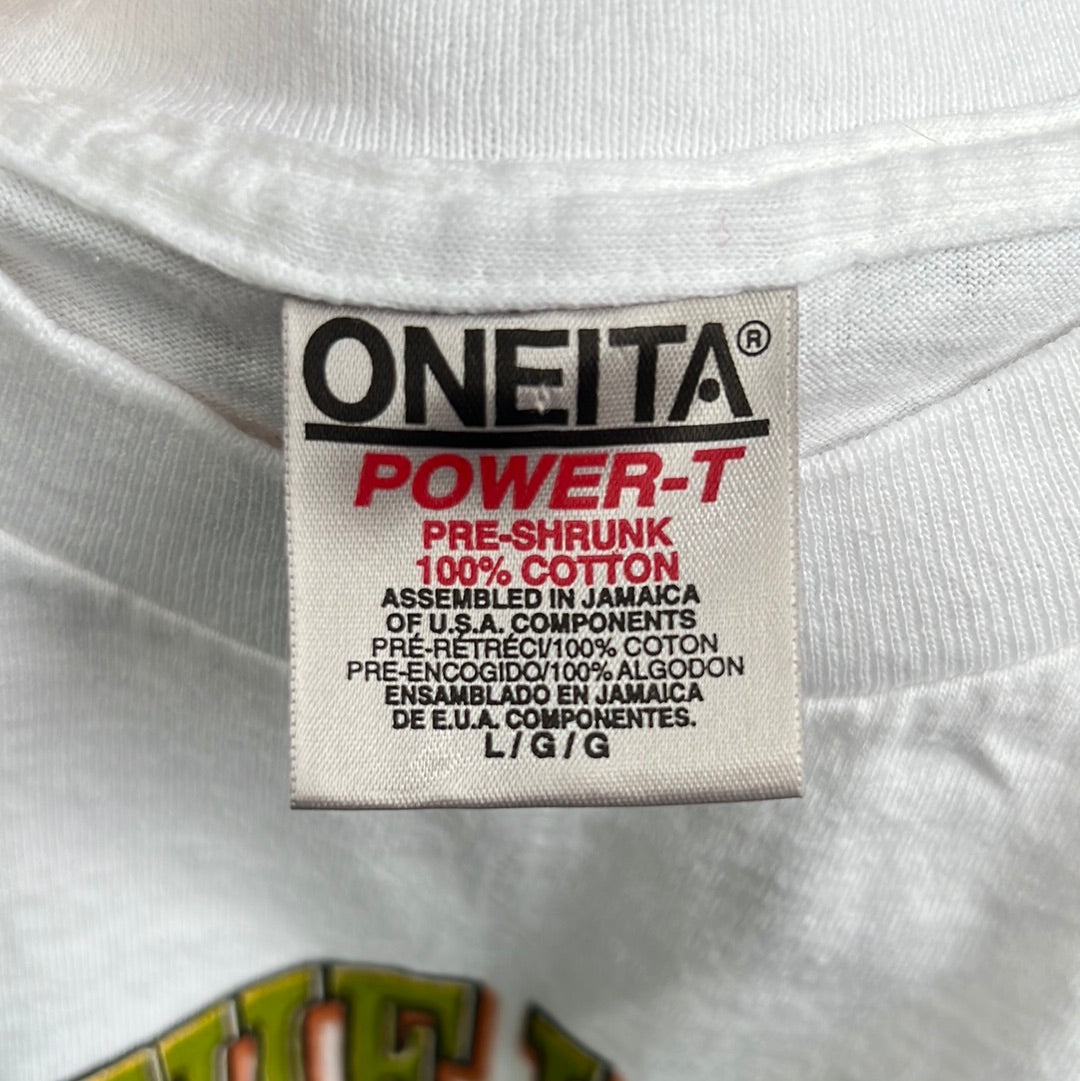 ONEITA®
POWER-T
PRE-SHRUNK
100% COTTON
ASSEMBLED IN JAMAICA
OF U.S.A. COMPONENTS
PRÉ-RÉTRÉCI/100% COTON
PRE-ENCOGIDO/100% ALGODON
ENSAMBLADO EN JAMAICA
DE E.U.A. COMPONENTES.
L/G/G